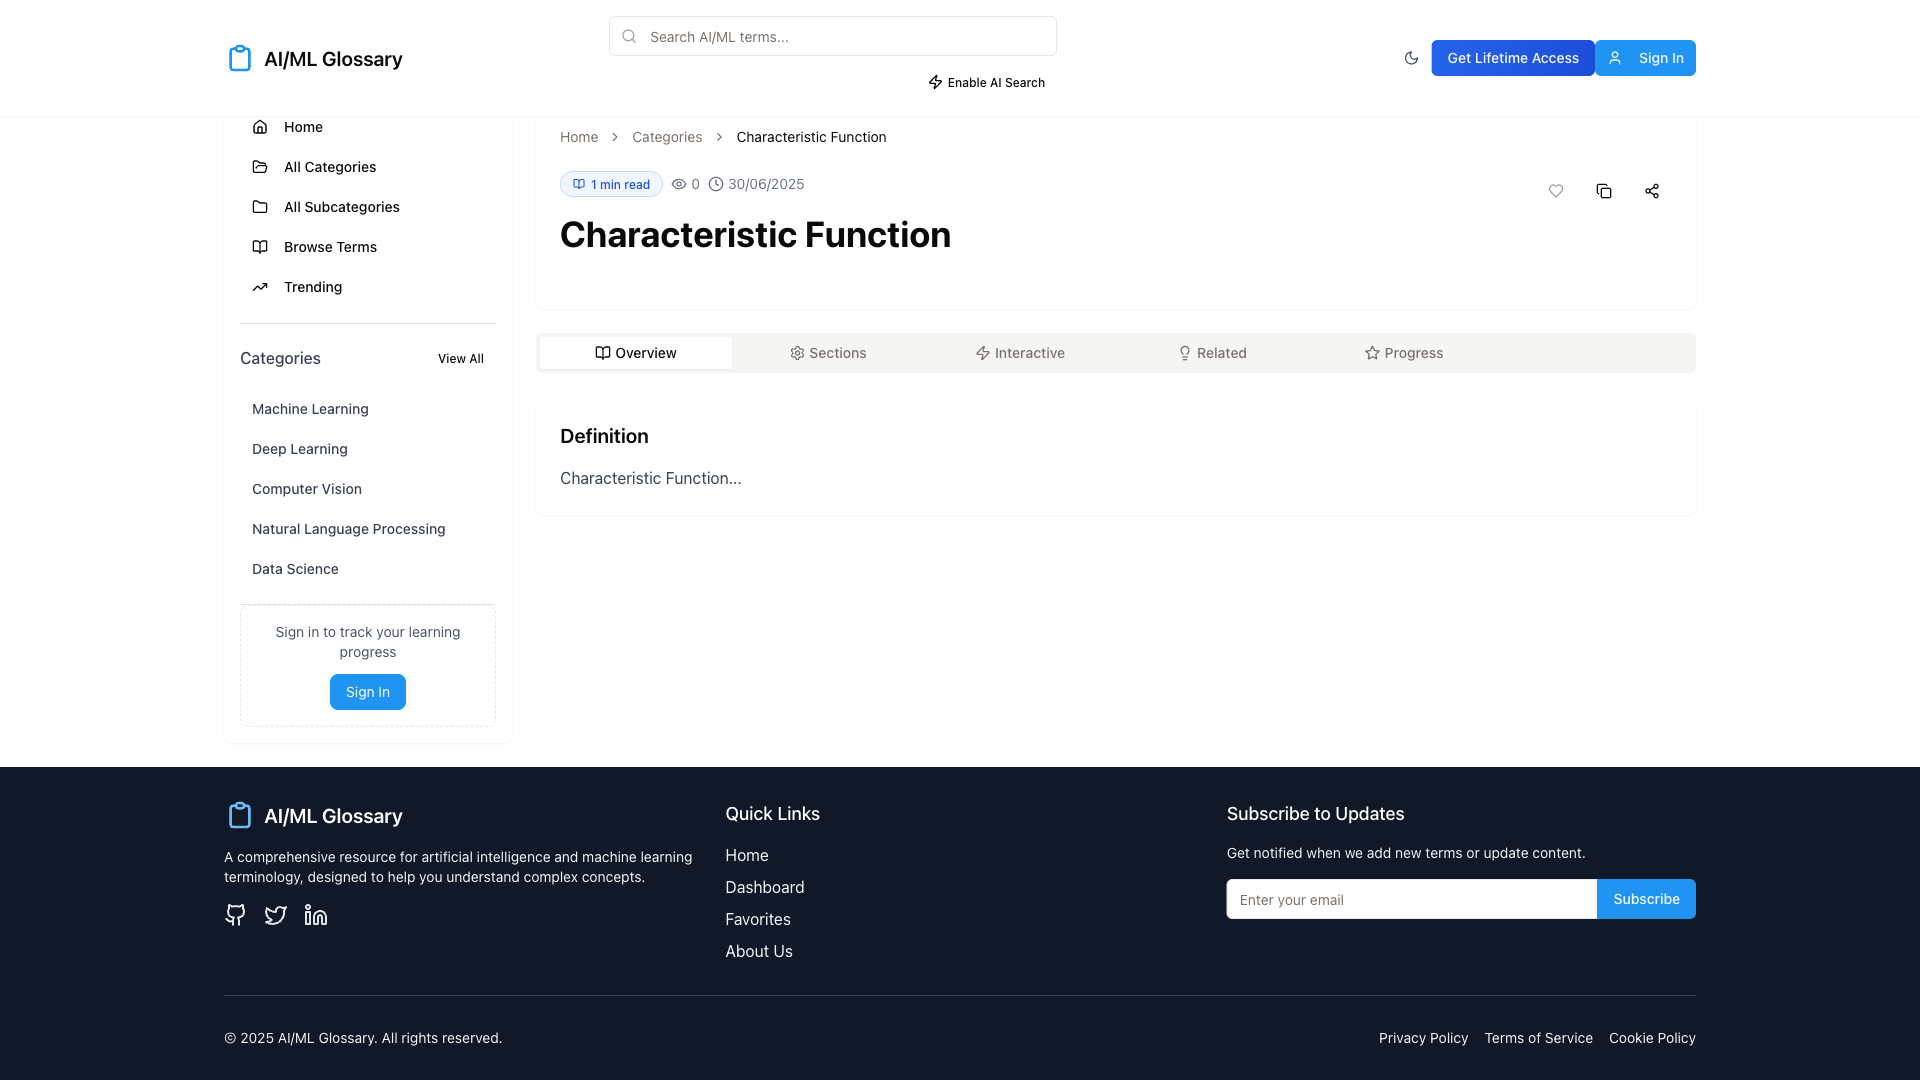 AI/ML Glossary
Search AI/ML terms...
Enable AI Search
Get Lifetime Access
Sign In
Home
All Categories
All Subcategories
Browse Terms
Trending
Categories
View All
Machine Learning
Deep Learning
Computer Vision
Natural Language Processing
Data Science
Sign in to track your learning
progress
Sign In
Home > Categories > Characteristic Function
1 min read 0 30/06/2025
Characteristic Function
Overview
Sections
Interactive
Related
Progress
Definition
Characteristic Function...
AI/ML Glossary
A comprehensive resource for artificial intelligence and machine learning
terminology, designed to help you understand complex concepts.
Quick Links
Home
Dashboard
Favorites
About Us
Subscribe to Updates
Get notified when we add new terms or update content.
Enter your email
Subscribe
© 2025 AI/ML Glossary. All rights reserved.
Privacy Policy
Terms of Service
Cookie Policy